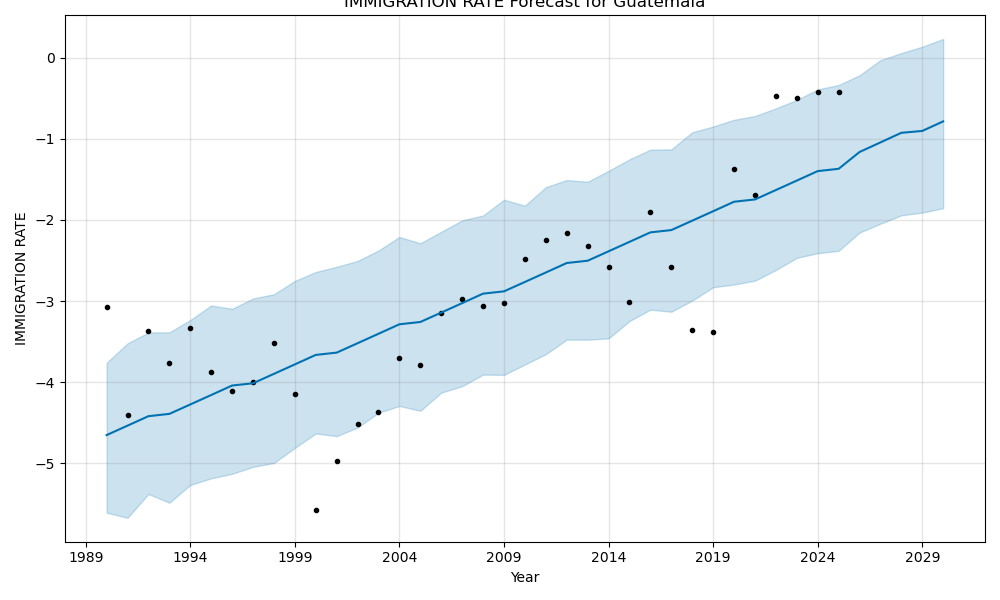 IMMIGRATION RATE Forecast for Guatemala
IMMIGRATION RATE
0
−1
−2
−3
−4
−5
1989 1994 1999 2004 2009 2014 2019 2024 2029
Year